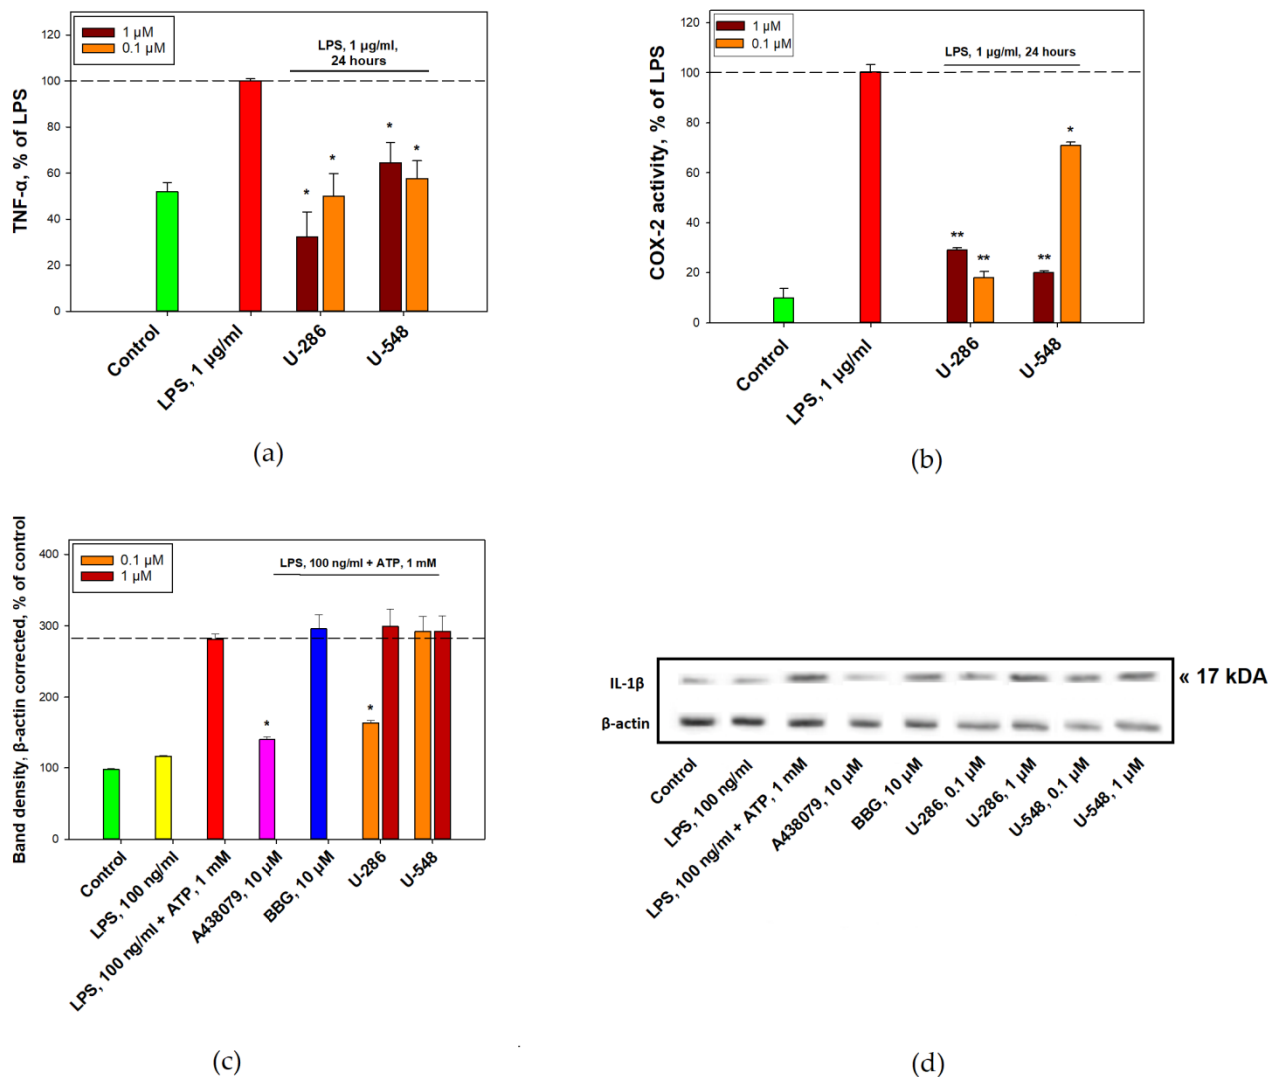 1 µM
0.1 µM
LPS, 1 µg/ml,
24 hours
TNF-α, % of LPS
120
100
80
60
40
20
0
*
*
*
*
Control
LPS, 1 µg/ml
U-286
U-548
(a)
1 µM
0.1 µM
LPS, 1 µg/ml, 24 hours
COX-2 activity, % of LPS
120
100
80
60
40
20
0
**
**
**
*
Control
LPS, 1 µg/ml
U-286
U-548
(b)
0.1 µM
1 µM
LPS, 100 ng/ml + ATP, 1 mM
Band density, β-actin corrected, % of control
400
300
200
100
0
*
*
Control
LPS, 100 ng/ml
LPS, 100 ng/ml + ATP, 1 mM
A438079, 10 µM
BBG, 10 µM
U-286
U-548
(c)
IL-1β
« 17 kDA
β-actin
Control
LPS, 100 ng/ml
LPS, 100 ng/ml + ATP, 1 mM
A438079, 10 µM
BBG, 10 µM
U-286, 0.1 µM
U-286, 1 µM
U-548, 0.1 µM
U-548, 1 µM
(d)